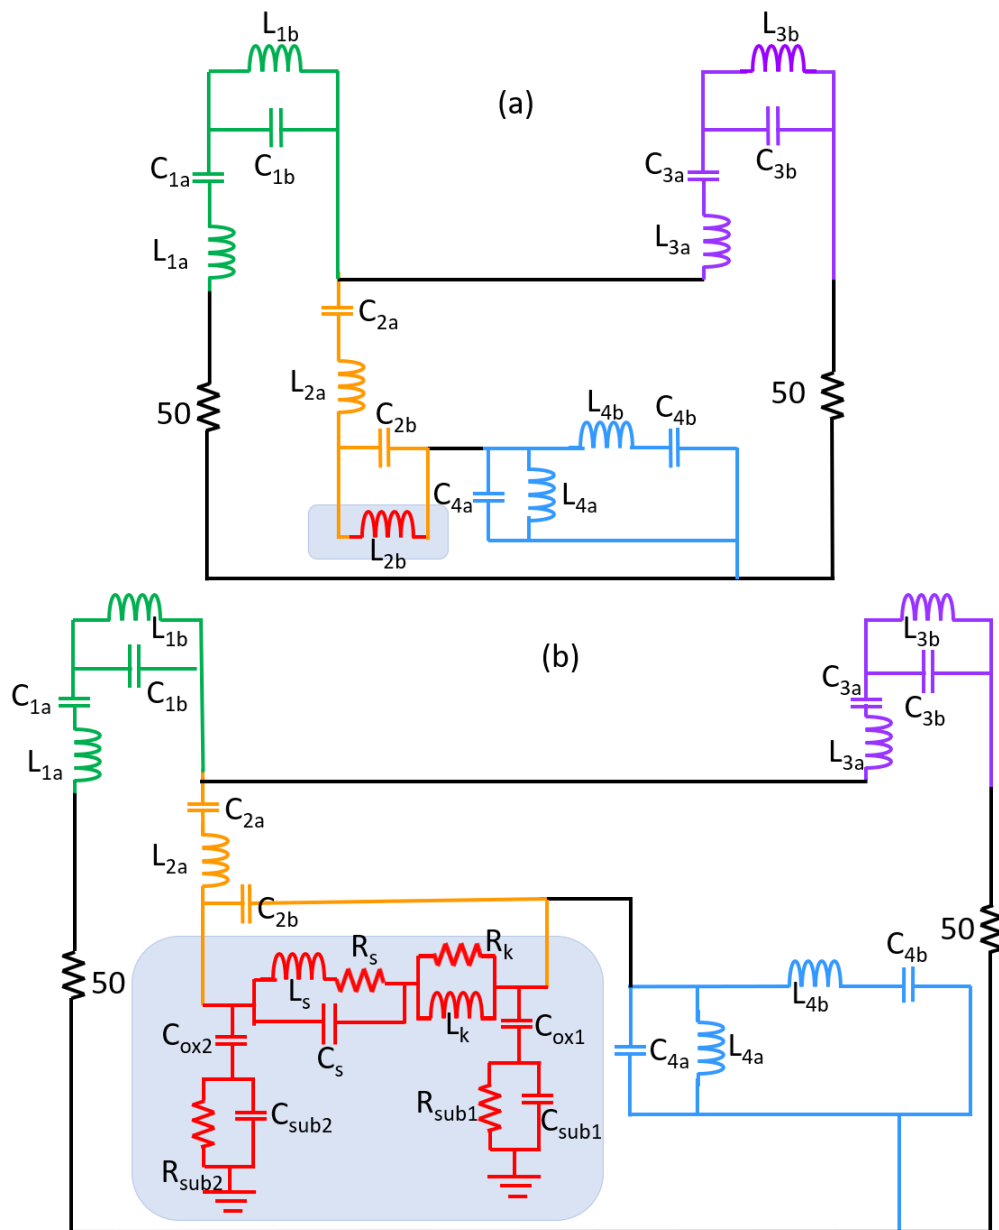 L1b
L3b
(a)
C1b
C3b
C1a
C3a
L1a
L3a
C2a
L2a
50
50
C2b
L4b
C4b
C4a
L4a
L2b
L1b
L3b
(b)
C1a
C1b
C3a
C3b
L1a
L3a
C2a
L2a
C2b
50
50
Rs
Rk
C4b
Ls
L4b
Cox2
Cs
Lk
Cox1
C4a
L4a
Rsub1
Csub2
Csub1
Rsub2